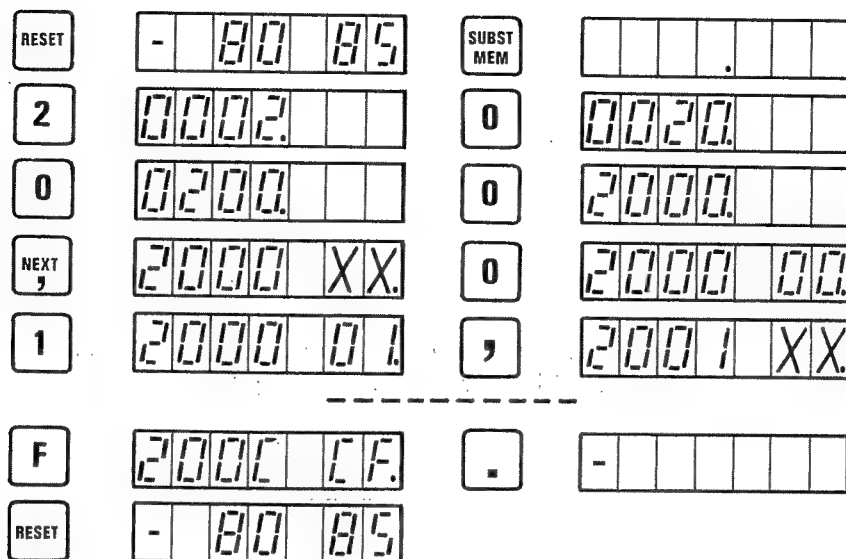 RESET - 80 85 SUBST MEM .
2 0002. 0 0020.
0 0200. 0 2000.
NEXT , 2000 XX. 0 2000 00.
1 2000 01. , 2001 XX.
F 200C CF. . -
RESET - 80 85